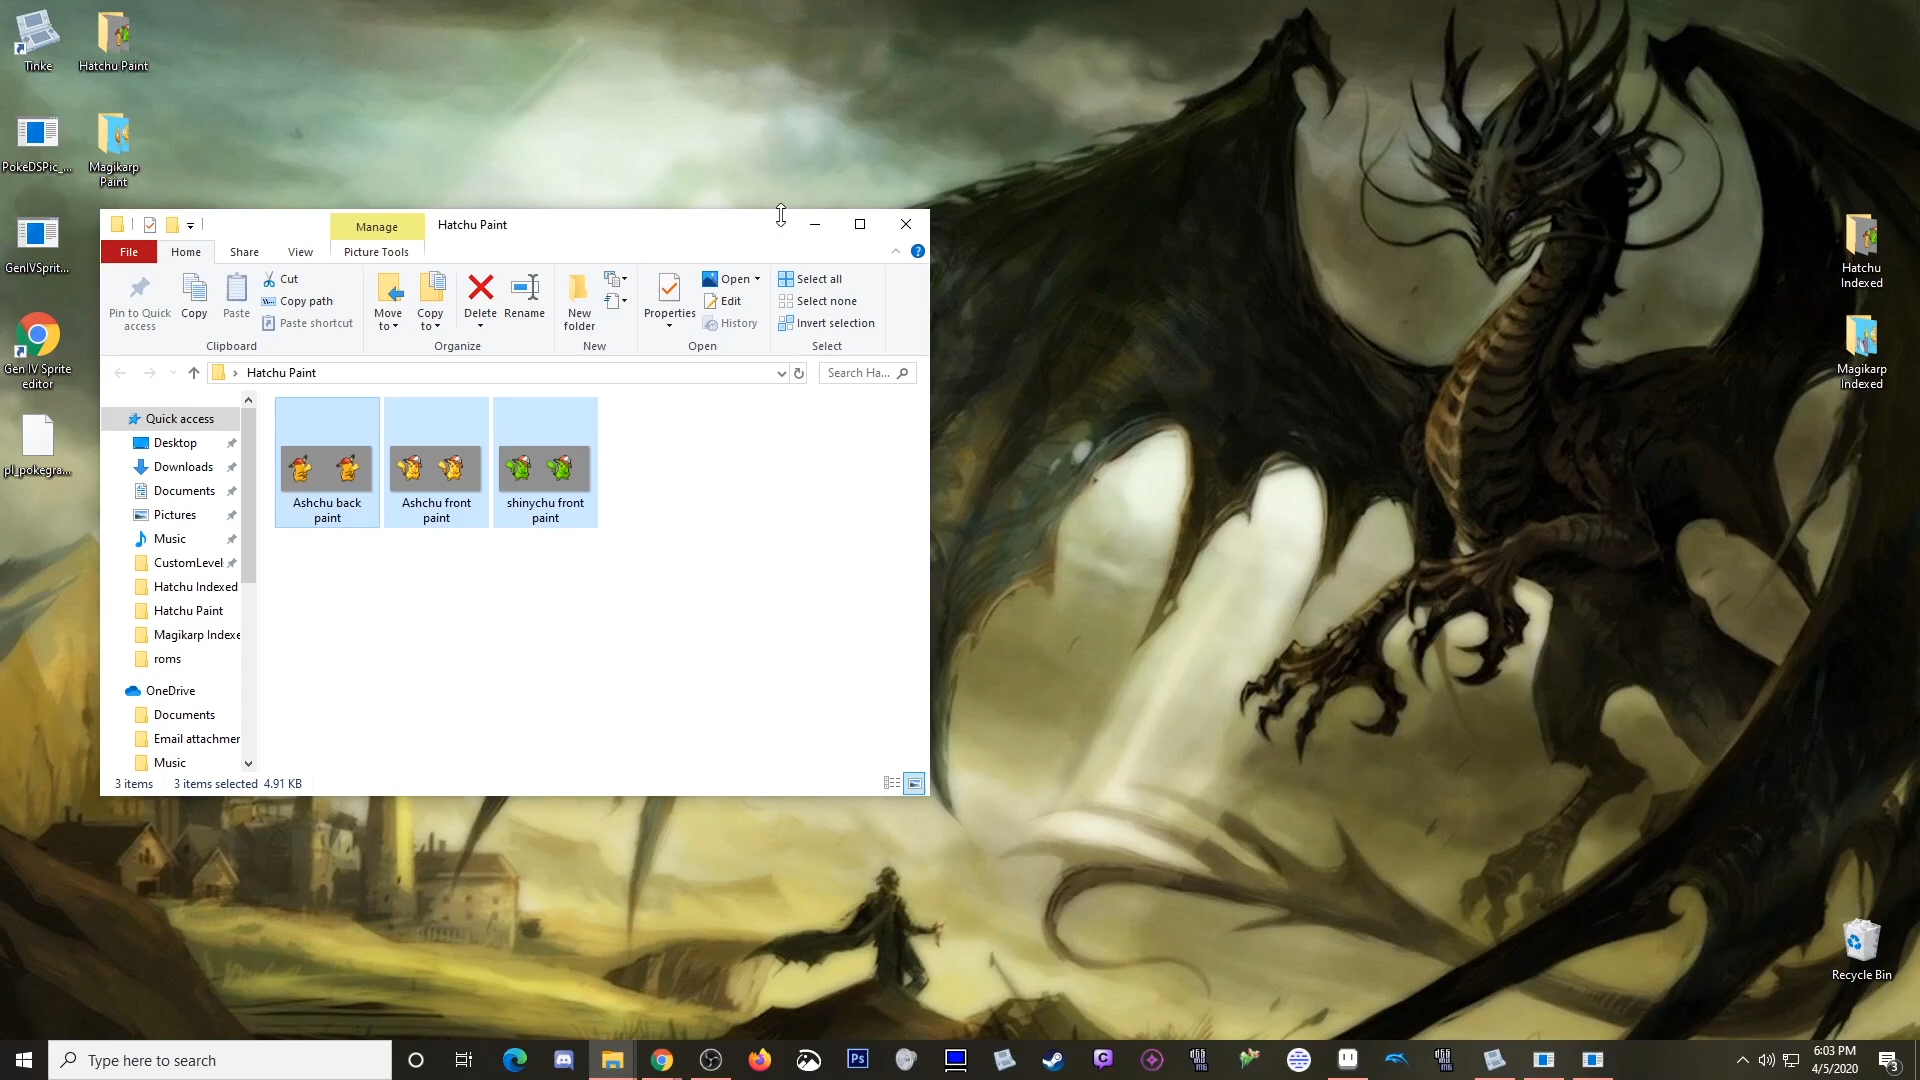 Tinke
Hatchu Paint
PokeDSPic_...
Magikarp
Paint
GenIVSprit...
Gen IV Sprite
editor
pl_pokegra...
Manage
Hatchu Paint
File
Home
Share
View
Picture Tools
Pin to Quick
access
Copy
Paste
Cut
Copy path
Paste shortcut
Clipboard
Move
to
Copy
to
Delete
Rename
Organize
New
folder
New
Properties
Open
Edit
History
Open
Select all
Select none
Invert selection
Select
Hatchu Paint
Search Ha...
Quick access
Desktop
Downloads
Documents
Pictures
Music
CustomLevel
Hatchu Indexed
Hatchu Paint
Magikarp Indexe
roms
OneDrive
Documents
Email attachmer
Music
Ashchu back
paint
Ashchu front
paint
shinychu front
paint
3 items
3 items selected 4.91 KB
Hatchu
Indexed
Magikarp
Indexed
Recycle Bin
Type here to search
Ps
6:03 PM
4/5/2020
3